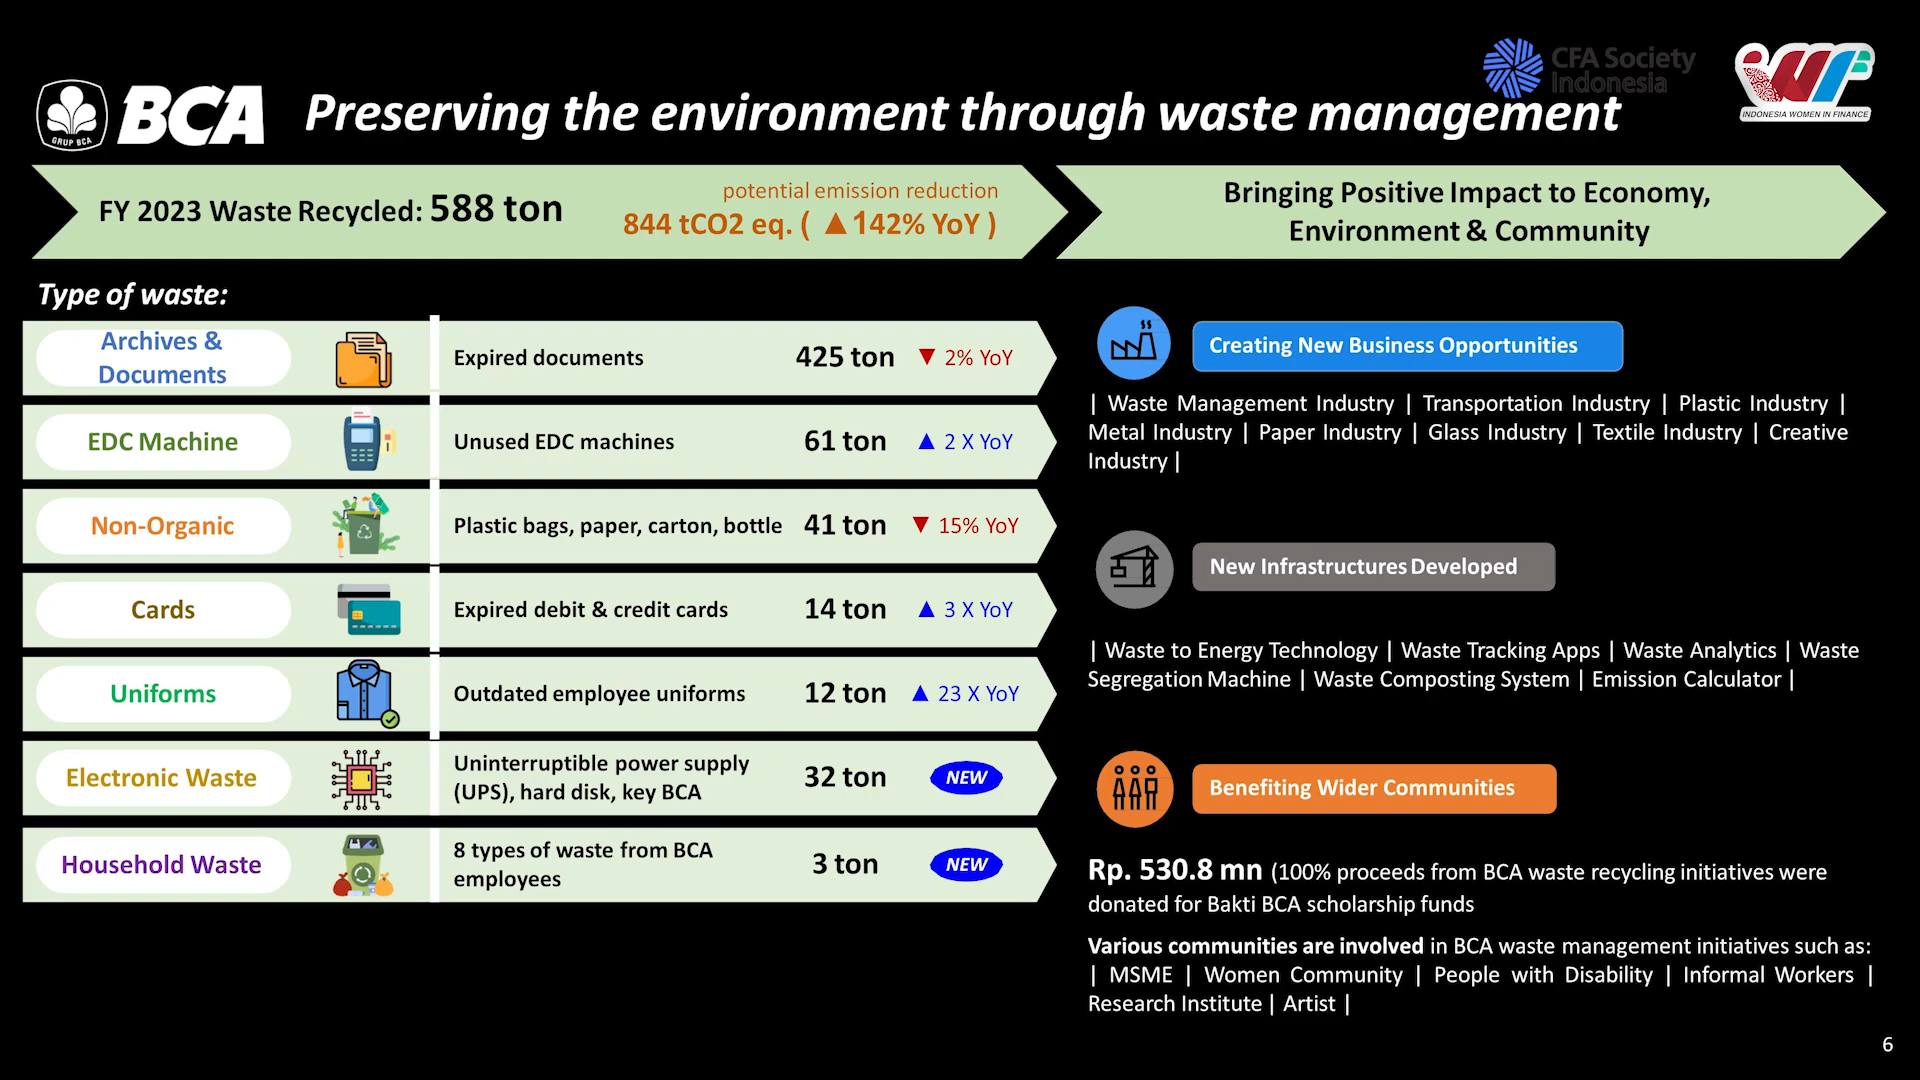 CFA Society
Indonesia
IWIF
INDONESIA WOMEN IN FINANCE
GRUP BCA
BCA
Preserving the environment through waste management
FY 2023 Waste Recycled: 588 ton
potential emission reduction
844 tCO2 eq. ( ▲142% YoY )
Bringing Positive Impact to Economy,
Environment & Community
Type of waste:
Archives &
Documents
Expired documents 425 ton ▼ 2% YoY
EDC Machine Unused EDC machines 61 ton ▲ 2 X YoY
Non-Organic Plastic bags, paper, carton, bottle 41 ton ▼ 15% YoY
Cards Expired debit & credit cards 14 ton ▲ 3 X YoY
Uniforms Outdated employee uniforms 12 ton ▲ 23 X YoY
Electronic Waste
Uninterruptible power supply
(UPS), hard disk, key BCA
32 ton NEW
Household Waste
8 types of waste from BCA
employees
3 ton NEW
Creating New Business Opportunities
| Waste Management Industry | Transportation Industry | Plastic Industry |
Metal Industry | Paper Industry | Glass Industry | Textile Industry | Creative
Industry |
New Infrastructures Developed
| Waste to Energy Technology | Waste Tracking Apps | Waste Analytics | Waste
Segregation Machine | Waste Composting System | Emission Calculator |
Benefiting Wider Communities
Rp. 530.8 mn (100% proceeds from BCA waste recycling initiatives were
donated for Bakti BCA scholarship funds
Various communities are involved in BCA waste management initiatives such as:
| MSME | Women Community | People with Disability | Informal Workers |
Research Institute | Artist |
6